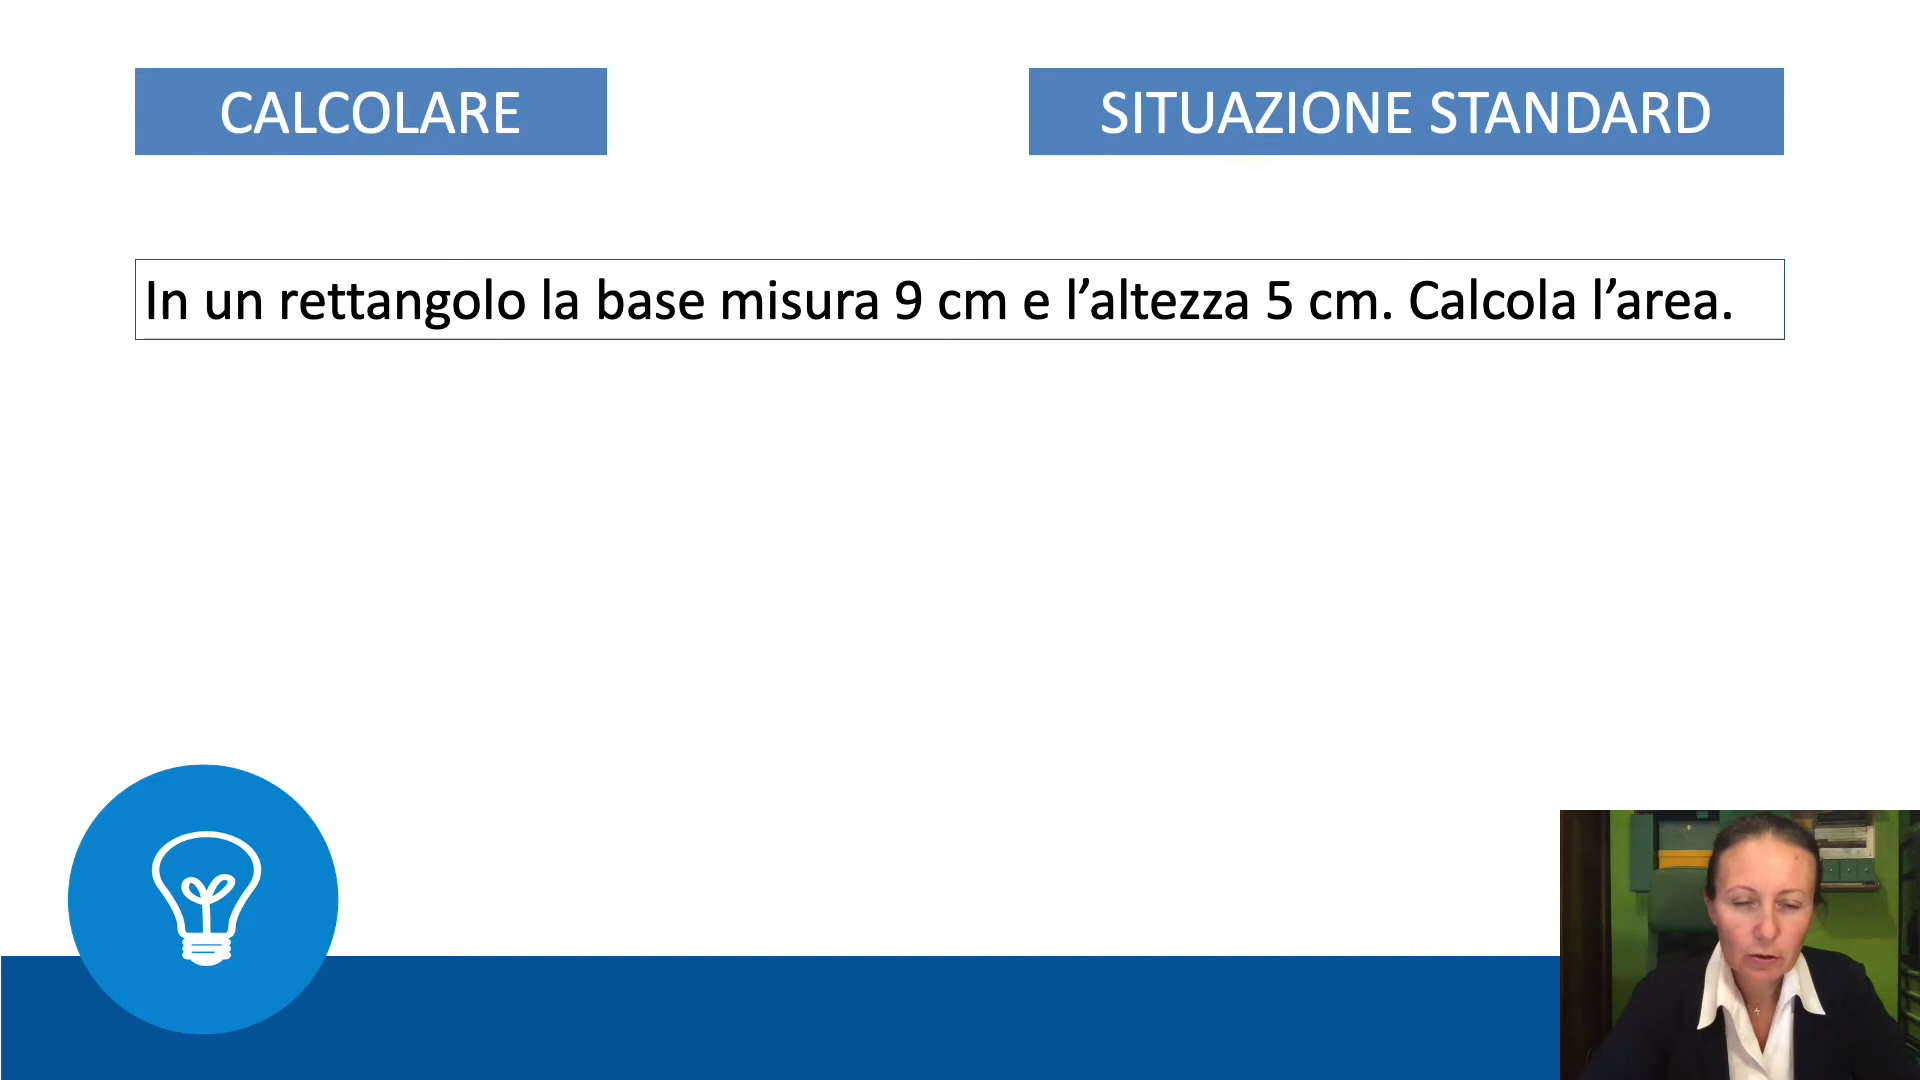 CALCOLARE
SITUAZIONE STANDARD
In un rettangolo la base misura 9 cm e l’altezza 5 cm. Calcola l’area.